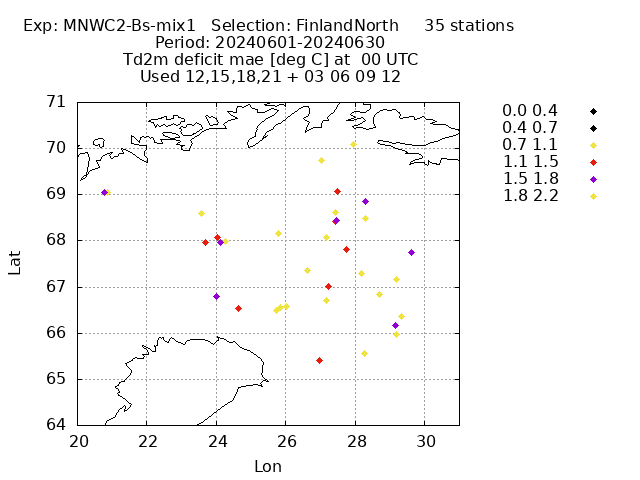 Exp: MNWC2-Bs-mix1 Selection: FinlandNorth 35 stations
Period: 20240601-20240630
Td2m deficit mae [deg C] at 00 UTC
Used 12,15,18,21 + 03 06 09 12
0.0 0.4
0.4 0.7
0.7 1.1
1.1 1.5
1.5 1.8
1.8 2.2
71
70
69
68
67
66
65
64
Lat
20 22 24 26 28 30
Lon